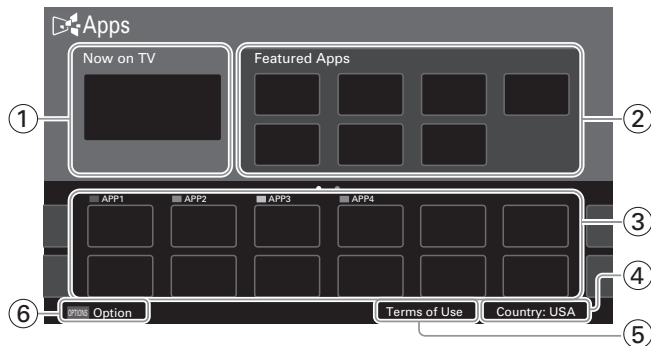 Apps
Now on TV
Featured Apps
1
2
APP1 APP2 APP3 APP4
3
4
6
OPTIONS Option
Terms of Use
Country: USA
5